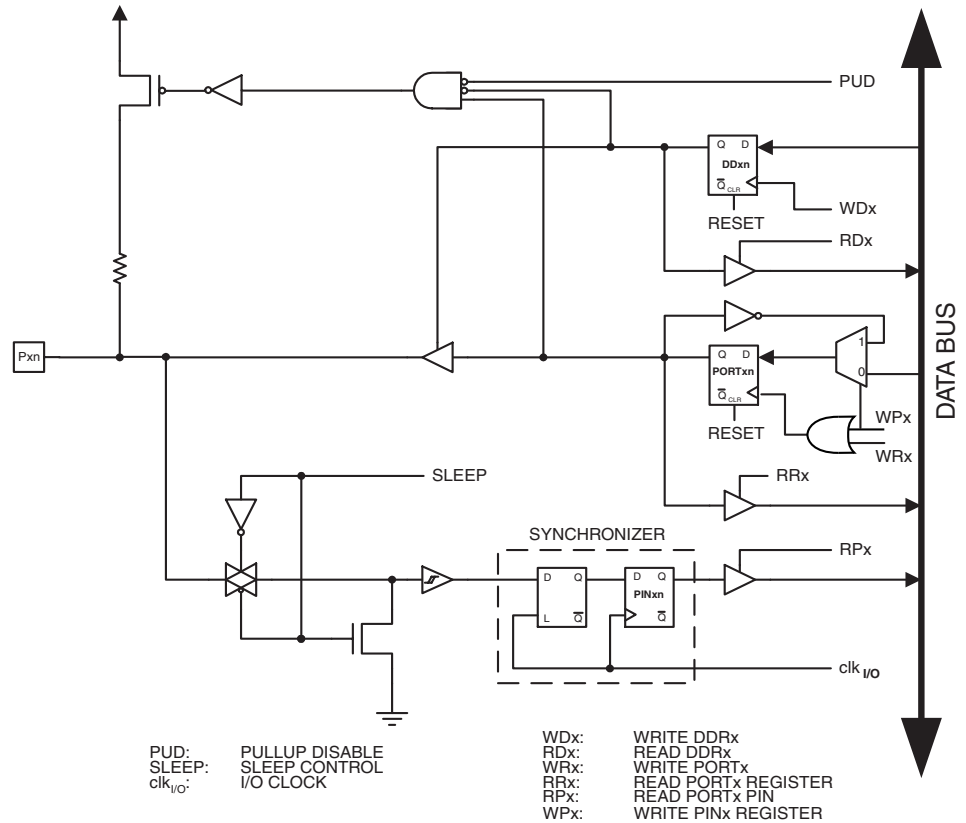 PUD
Q D
DDxn
Q CLR
WDx
RESET
RDx
Pxn
1
Q D
PORTxn
0
Q CLR
WPx
RESET
WRx
SLEEP
RRx
SYNCHRONIZER
RPx
D Q
D Q
PINxn
L Q
Q
clk I/O
DATA BUS
PUD: PULLUP DISABLE
SLEEP: SLEEP CONTROL
clkI/O: I/O CLOCK
WDx: WRITE DDRx
RDx: READ DDRx
WRx: WRITE PORTx
RRx: READ PORTx REGISTER
RPx: READ PORTx PIN
WPx: WRITE PINx REGISTER